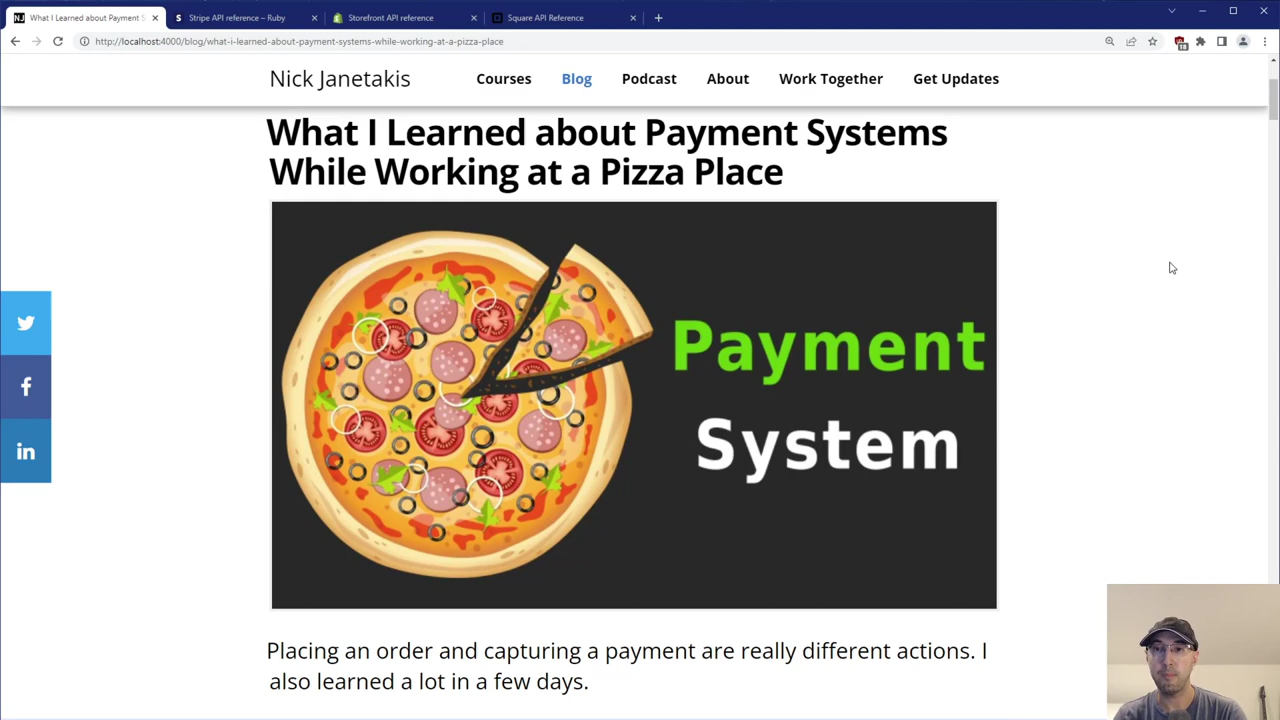 What I Learned about Payment S
Stripe API reference – Ruby
Storefront API reference
Square API Reference
http://localhost:4000/blog/what-i-learned-about-payment-systems-while-working-at-a-pizza-place
18
Nick Janetakis
Courses
Blog
Podcast
About
Work Together
Get Updates
What I Learned about Payment Systems
While Working at a Pizza Place
Payment
System
Placing an order and capturing a payment are really different actions. I
also learned a lot in a few days.